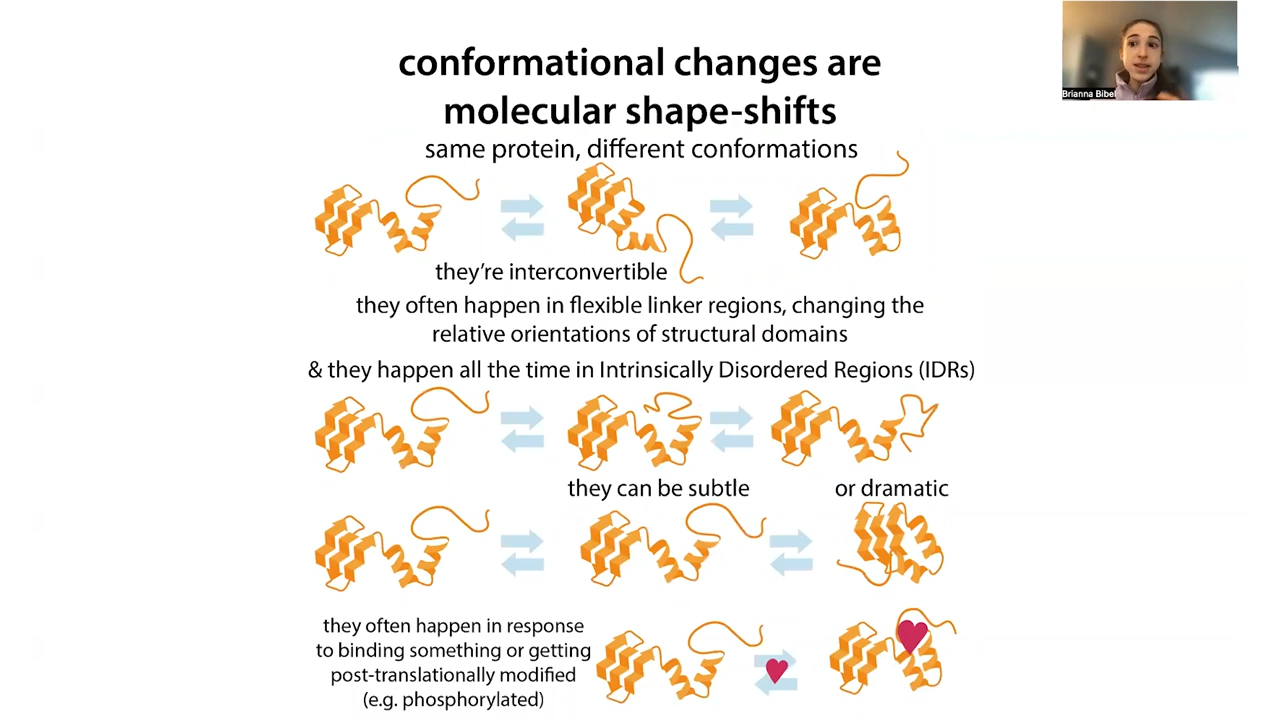 conformational changes are
molecular shape-shifts
same protein, different conformations
they're interconvertible
they often happen in flexible linker regions, changing the
relative orientations of structural domains
& they happen all the time in Intrinsically Disordered Regions (IDRs)
they can be subtle
or dramatic
they often happen in response
to binding something or getting
post-translationally modified
(e.g. phosphorylated)
Brianna Bibel